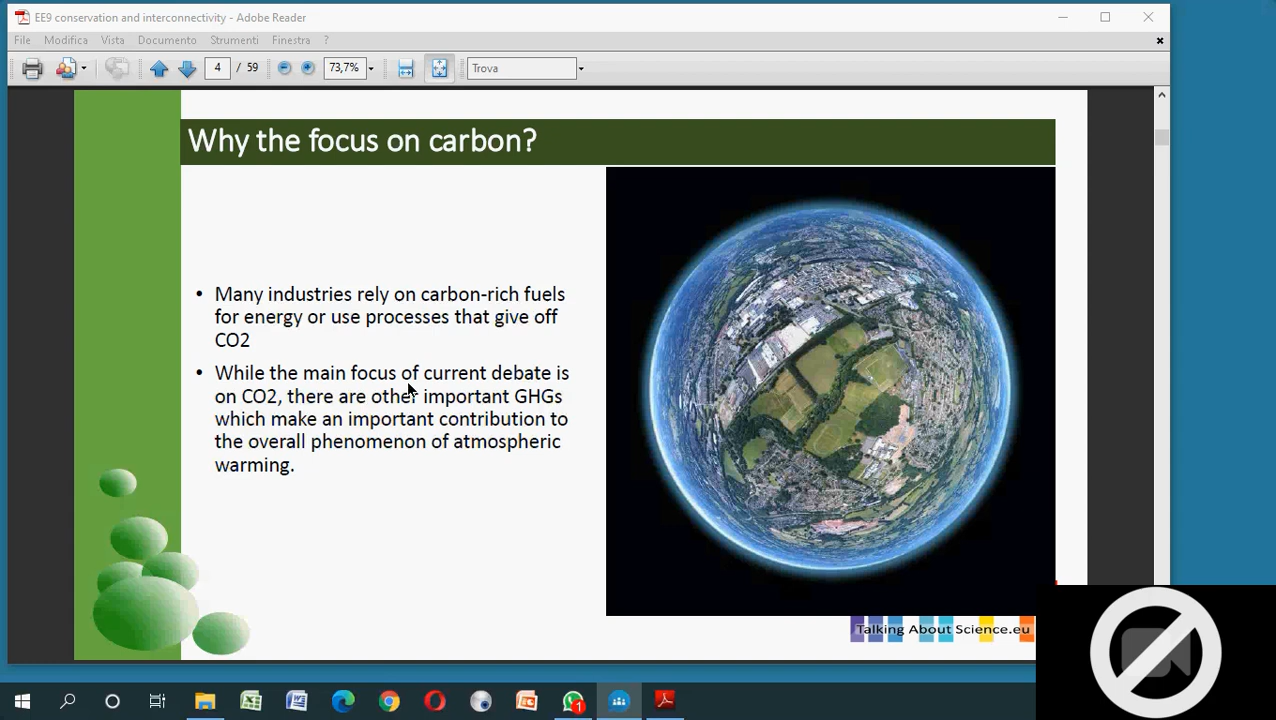 EE9 conservation and interconnectivity - Adobe Reader
File Modifica Vista Documento Strumenti Finestra ?
4 / 59 73,7% Trova
Why the focus on carbon?
• Many industries rely on carbon-rich fuels
for energy or use processes that give off
CO2
• While the main focus of current debate is
on CO2, there are other important GHGs
which make an important contribution to
the overall phenomenon of atmospheric
warming.
Talking About Science.eu
1